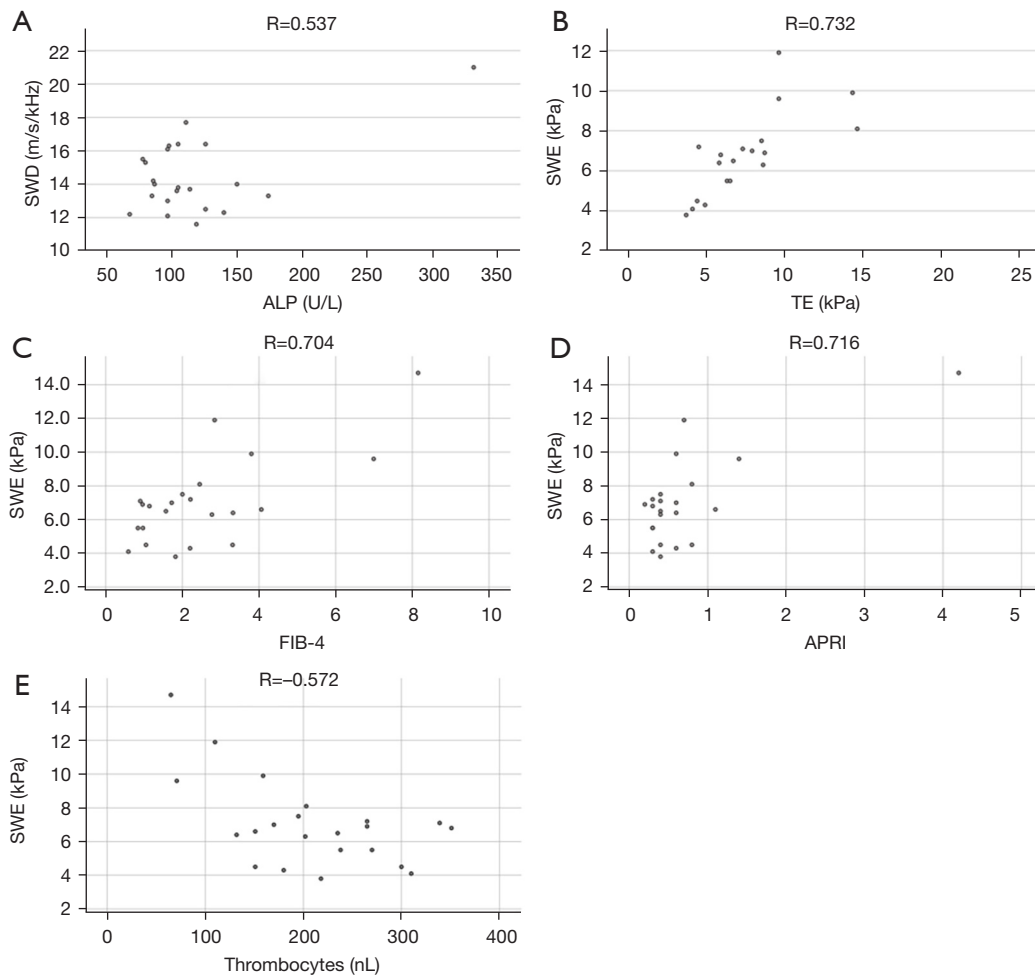 A
R=0.537
SWD (m/s/kHz)
22
20
18
16
14
12
10
50 100 150 200 250 300 350
ALP (U/L)
B
R=0.732
SWE (kPa)
12
10
8
6
4
2
0 5 10 15 20 25
TE (kPa)
C
R=0.704
SWE (kPa)
14.0
12.0
10.0
8.0
6.0
4.0
2.0
0 2 4 6 8 10
FIB-4
D
R=0.716
SWE (kPa)
14
12
10
8
6
4
2
0 1 2 3 4 5
APRI
E
R=–0.572
SWE (kPa)
14
12
10
8
6
4
2
0 100 200 300 400
Thrombocytes (nL)